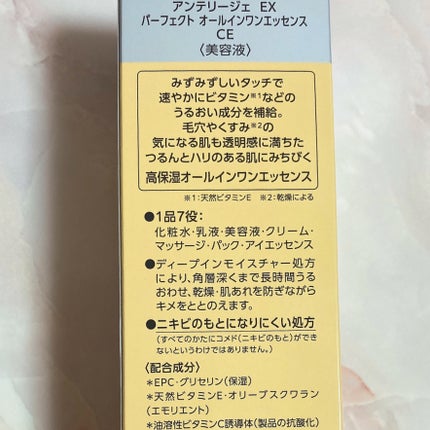 アンテリージェ EX
パーフェクト オールインワンエッセンス
CE
〈美容液〉
みずみずしいタッチで
速やかにビタミン※1などの
うるおい成分を補給。
毛穴やくすみ※2の
気になる肌も透明感に満ちた
つるんとハリのある肌にみちびく
高保湿オールインワンエッセンス
※1：天然ビタミンE ※2：乾燥による
●1品7役：
化粧水・乳液・美容液・クリーム・
マッサージ・パック・アイエッセンス
●ディープインモイスチャー処方
により、角層深くまで長時間うる
おわせ、乾燥・肌あれを防ぎながら
キメをととのえます。
●ニキビのもとになりにくい処方
（すべてのかたにコメド（ニキビのもと）ができ
ないというわけではありません。）
〈配合成分〉
＊EPC・グリセリン（保湿）
＊天然ビタミンE・オリーブスクワラン
（エモリエント）
＊油溶性ビタミンC誘導体（製品の抗酸化）